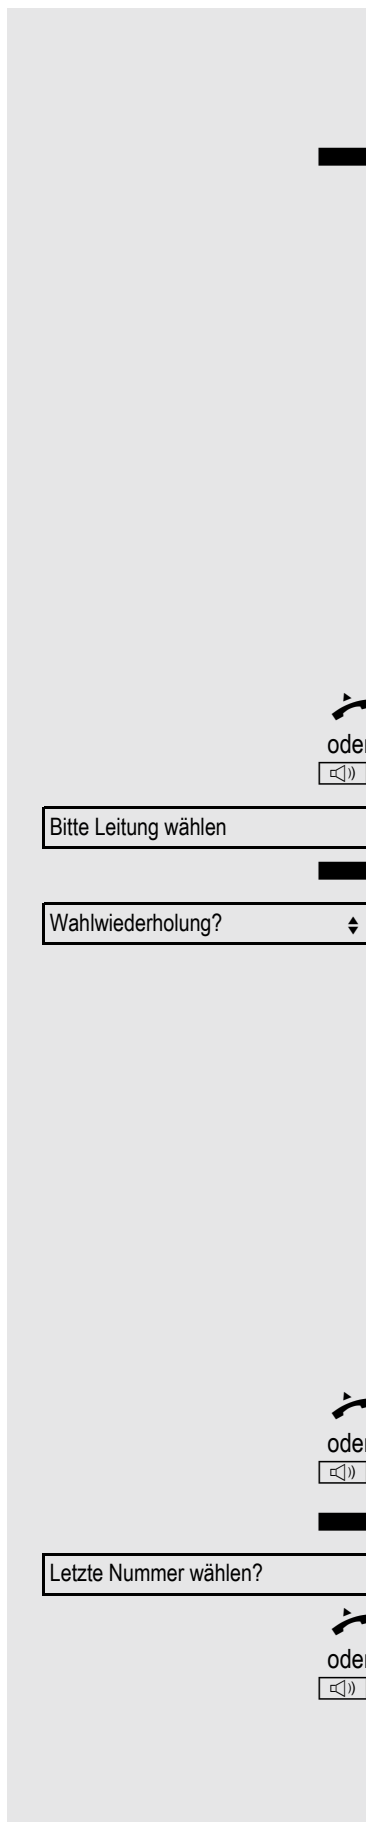 oder
Bitte Leitung wählen
Wahlwiederholung?
oder
Letzte Nummer wählen?
oder